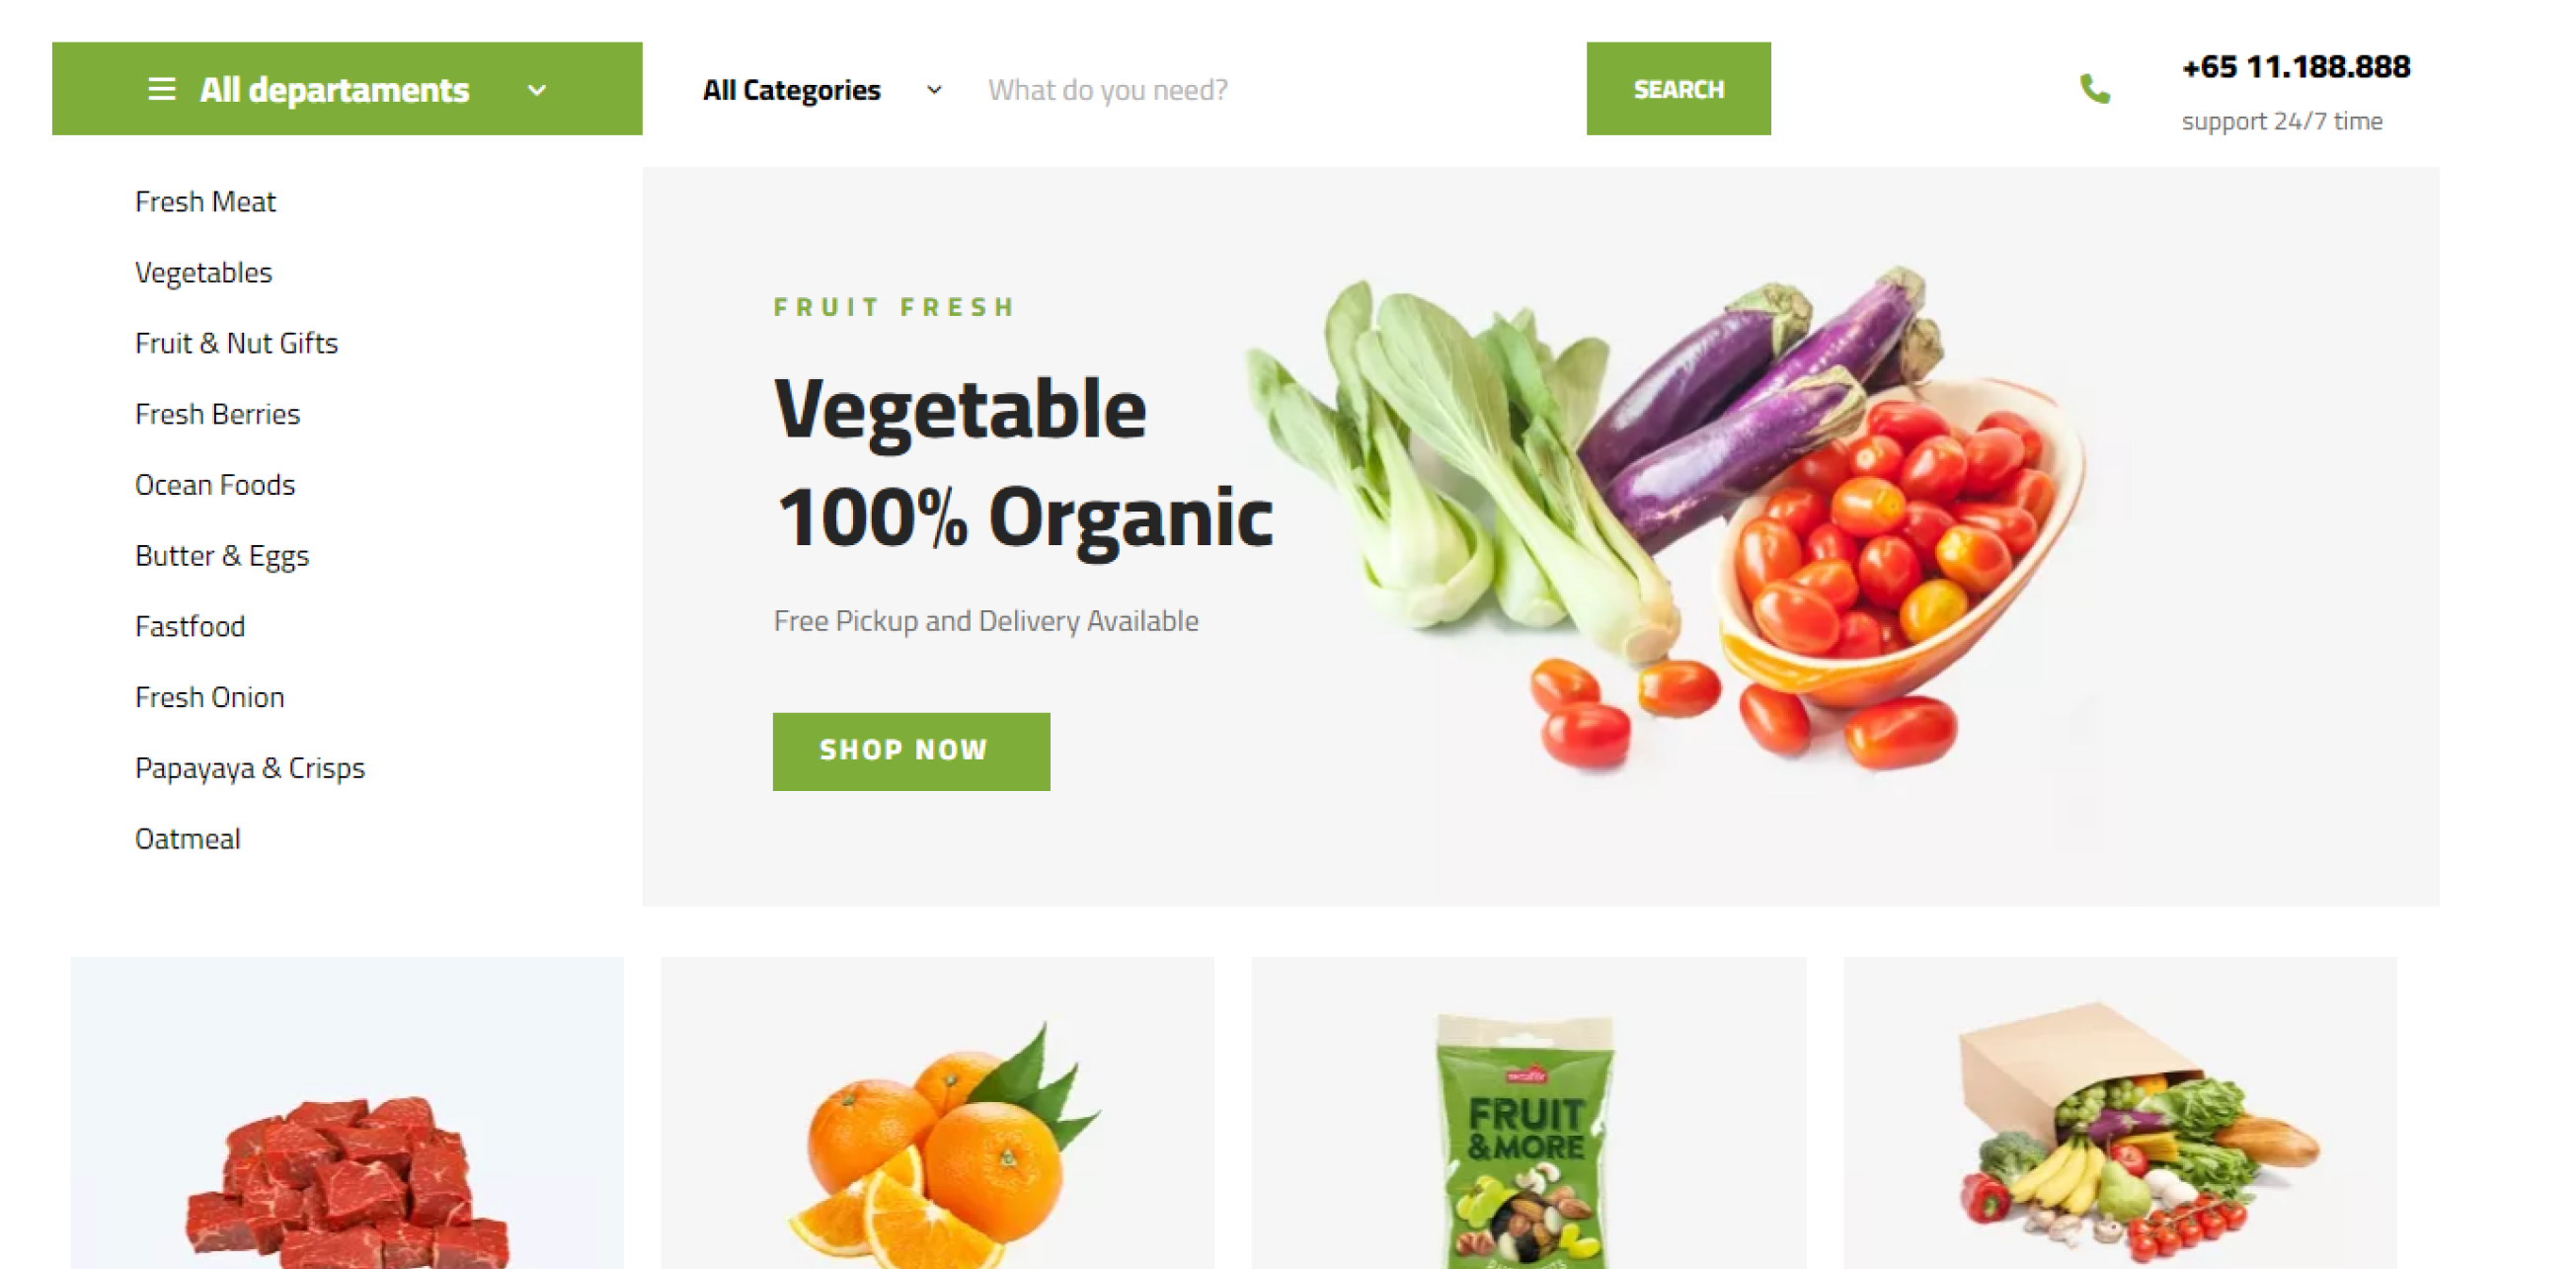 All departaments
All Categories
What do you need?
SEARCH
+65 11.188.888
support 24/7 time
Fresh Meat
Vegetables
Fruit & Nut Gifts
Fresh Berries
Ocean Foods
Butter & Eggs
Fastfood
Fresh Onion
Papayaya & Crisps
Oatmeal
FRUIT FRESH
Vegetable
100% Organic
Free Pickup and Delivery Available
SHOP NOW
FRUIT
&MORE